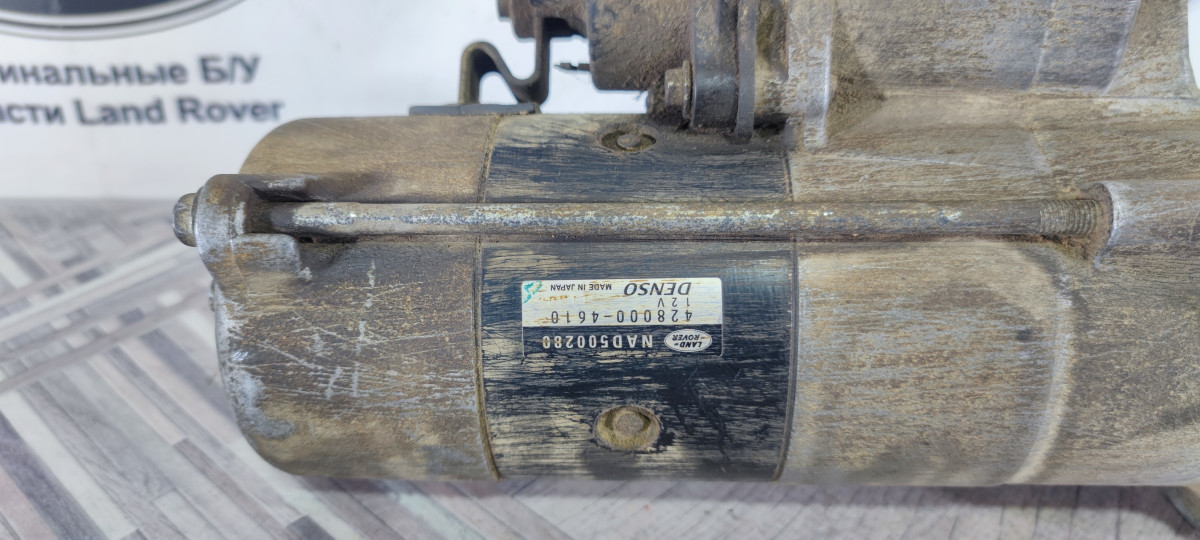 инальные Б/У
асти Land Rover
LAND-
ROVER
NAD500280
428000-4610
12V
DENSO MADE IN JAPAN